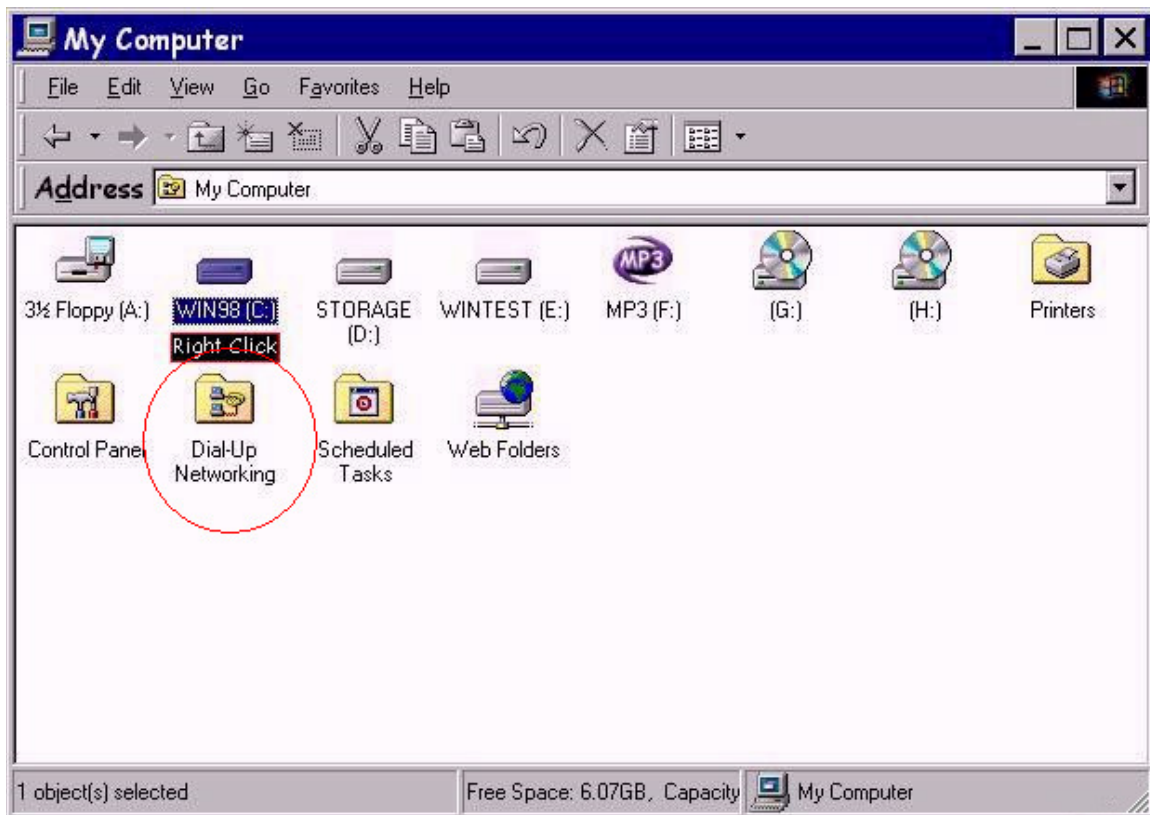 My Computer
File Edit View Go Favorites Help
Address My Computer
3½ Floppy (A:) WIN98 (C:) STORAGE (D:) WINTEST (E:) MP3 MP3 (F:) (G:) (H:) Printers
Right Click
Control Panel Dial-Up Networking Scheduled Tasks Web Folders
1 object(s) selected Free Space: 6.07GB, Capacity My Computer